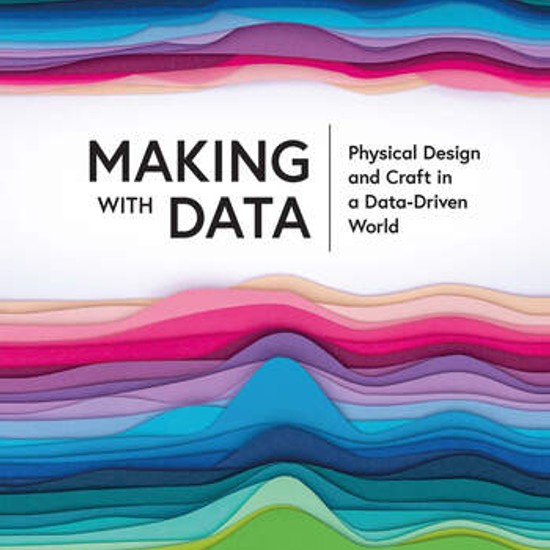 MAKING
WITH DATA
Physical Design
and Craft in
a Data-Driven
World